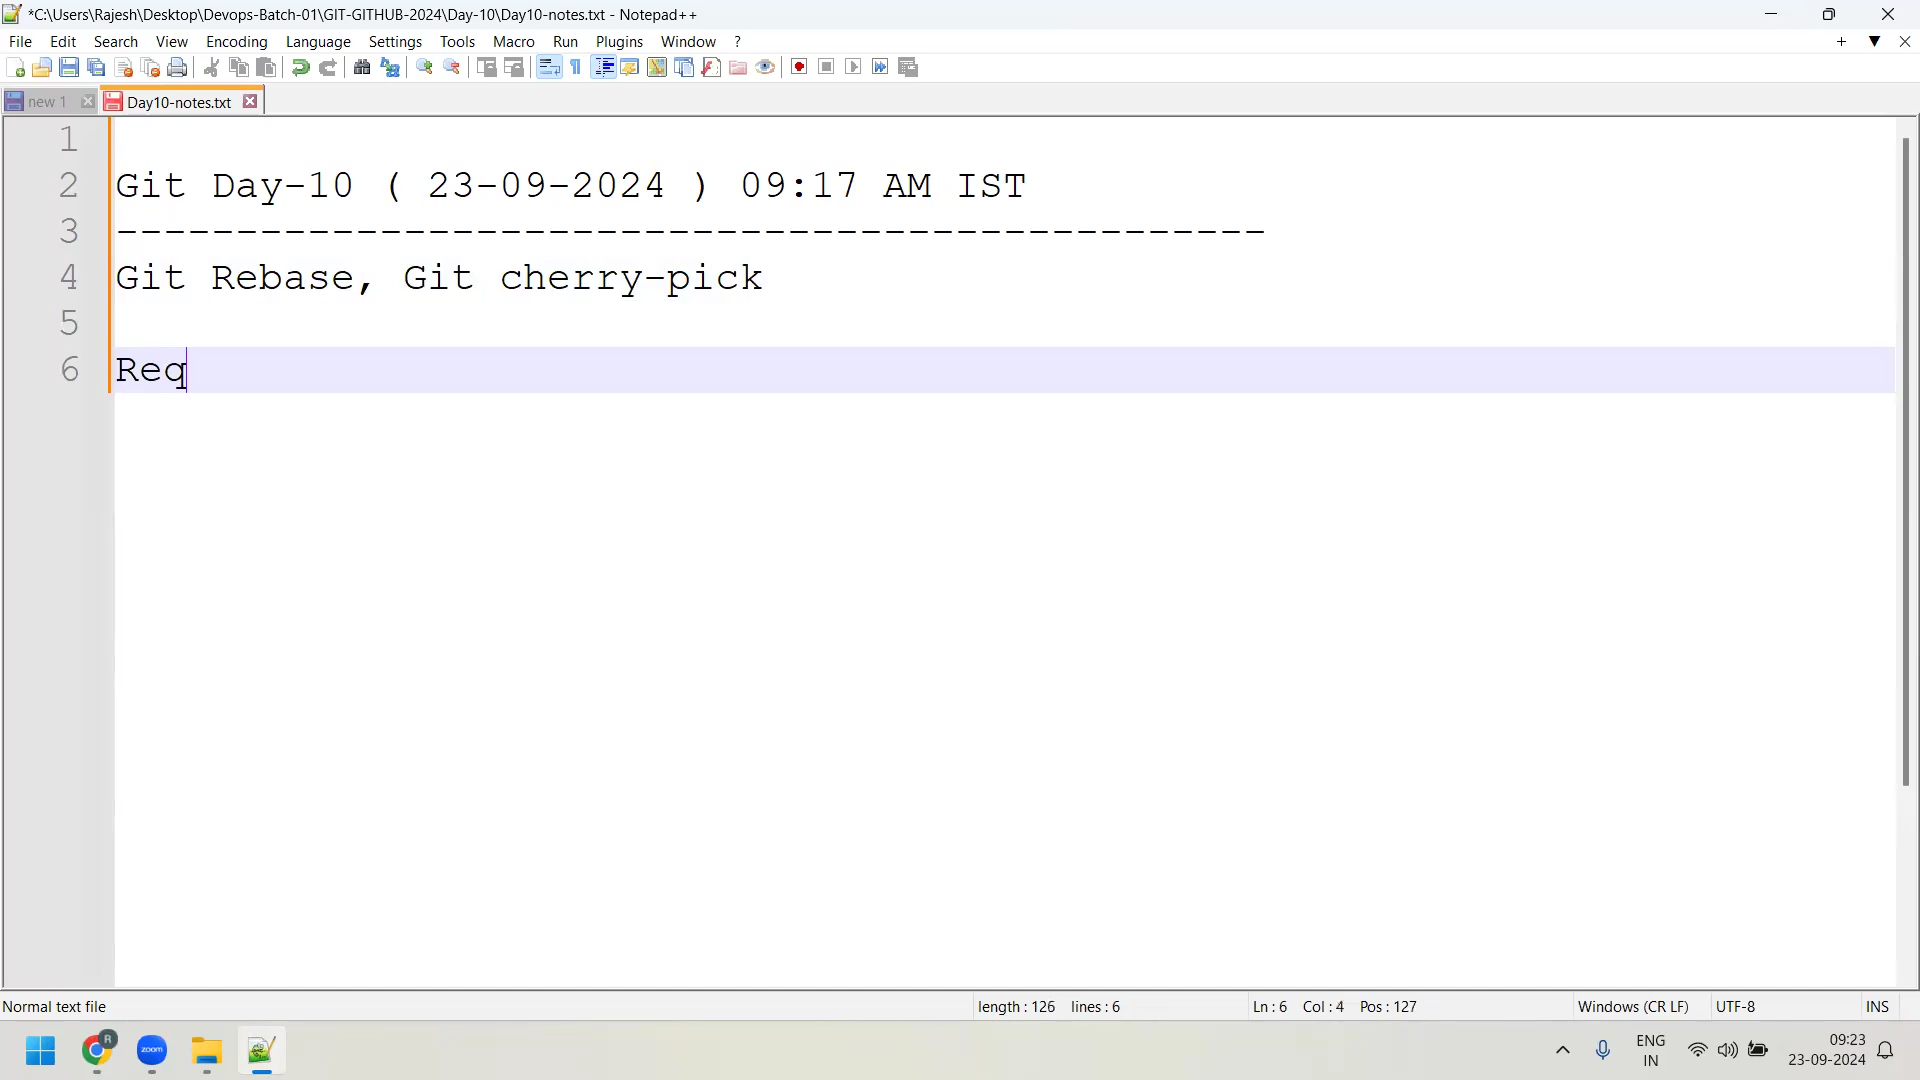 *C:\Users\Rajesh\Desktop\Devops-Batch-01\GIT-GITHUB-2024\Day-10\Day10-notes.txt - Notepad++
File Edit Search View Encoding Language Settings Tools Macro Run Plugins Window ?
new 1 Day10-notes.txt
1
2 Git Day-10 ( 23-09-2024 ) 09:17 AM IST
3 ------------------------------------------------
4 Git Rebase, Git cherry-pick
5
6 Req
Normal text file length : 126 lines : 6 Ln : 6 Col : 4 Pos : 127 Windows (CR LF) UTF-8 INS
R zoom ENG 09:23
IN 23-09-2024